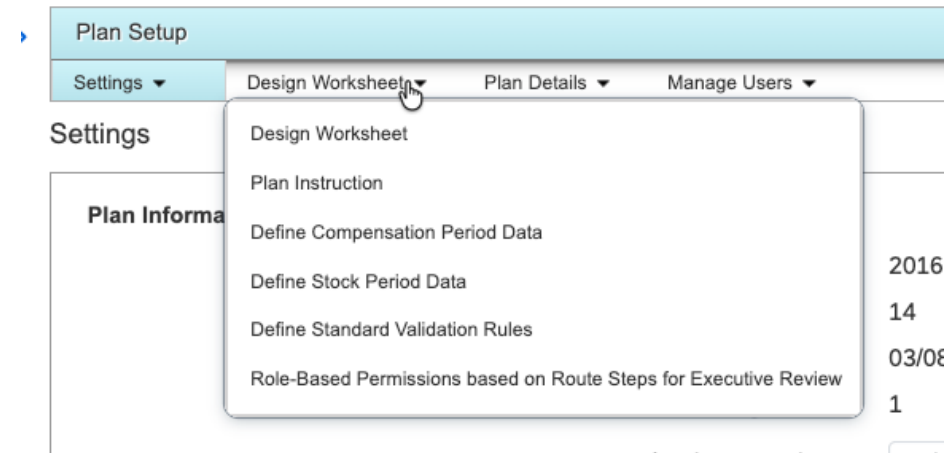 Plan Setup
Settings Design Worksheet Plan Details Manage Users
Settings
Design Worksheet
Plan Instruction
Plan Informa
Define Compensation Period Data
2016
Define Stock Period Data
14
Define Standard Validation Rules
03/08
Role-Based Permissions based on Route Steps for Executive Review
1